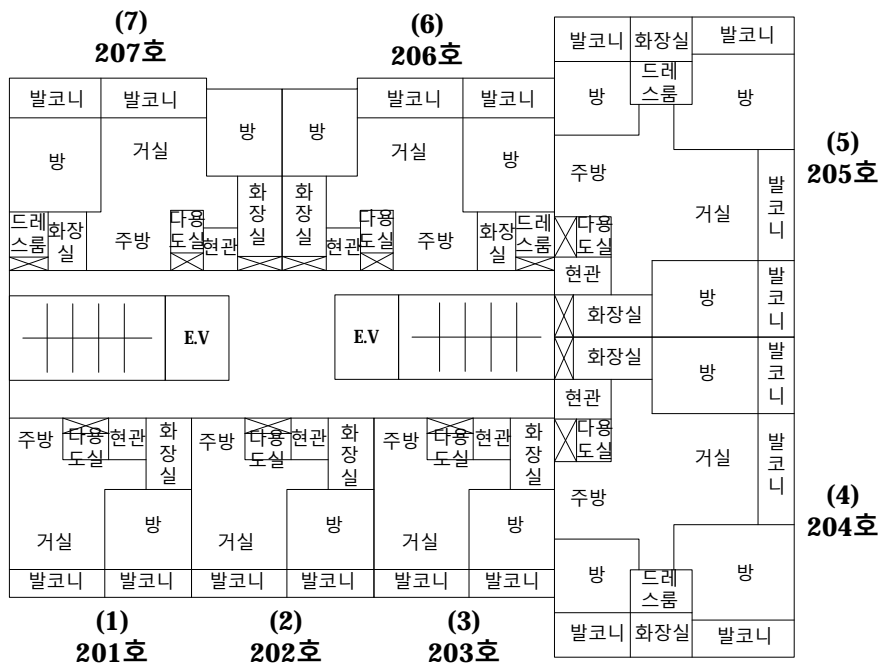 (7)
207호
(6)
206호
발코니 화장실 발코니
드레
스룸
방 방
발코니 발코니 발코니 발코니
방 거실 방 방 거실 방
(5)
205호
주방
거실
발
코
니
드레
스룸
화장
실
주방
다용
도실
현관
화
장
실
화
장
실
현관
다용
도실
주방
화장
실
드레
스룸
다용
도실
현관
방
발
코
니
화장실
E.V
E.V
화장실
방
발
코
니
현관
다용
도실
거실
발
코
니
주방
주방
다용
도실
현관
화
장
실
주방
다용
도실
현관
화
장
실
주방
다용
도실
현관
화
장
실
(4)
204호
거실 방 거실 방 거실 방
방 방
드레
스룸
발코니 발코니 발코니 발코니 발코니 발코니
발코니 화장실 발코니
(1)
201호
(2)
202호
(3)
203호